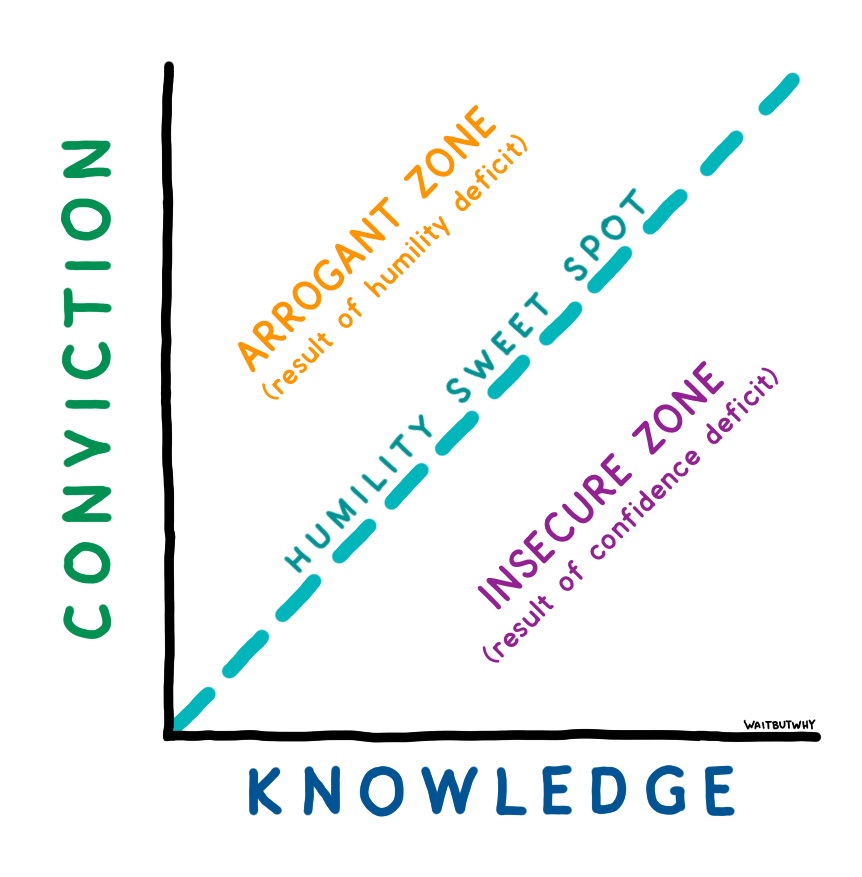 CONVICTION
ARROGANT ZONE
(result of humility deficit)
HUMILITY SWEET SPOT
INSECURE ZONE
(result of confidence deficit)
WAITBUTWHY
KNOWLEDGE